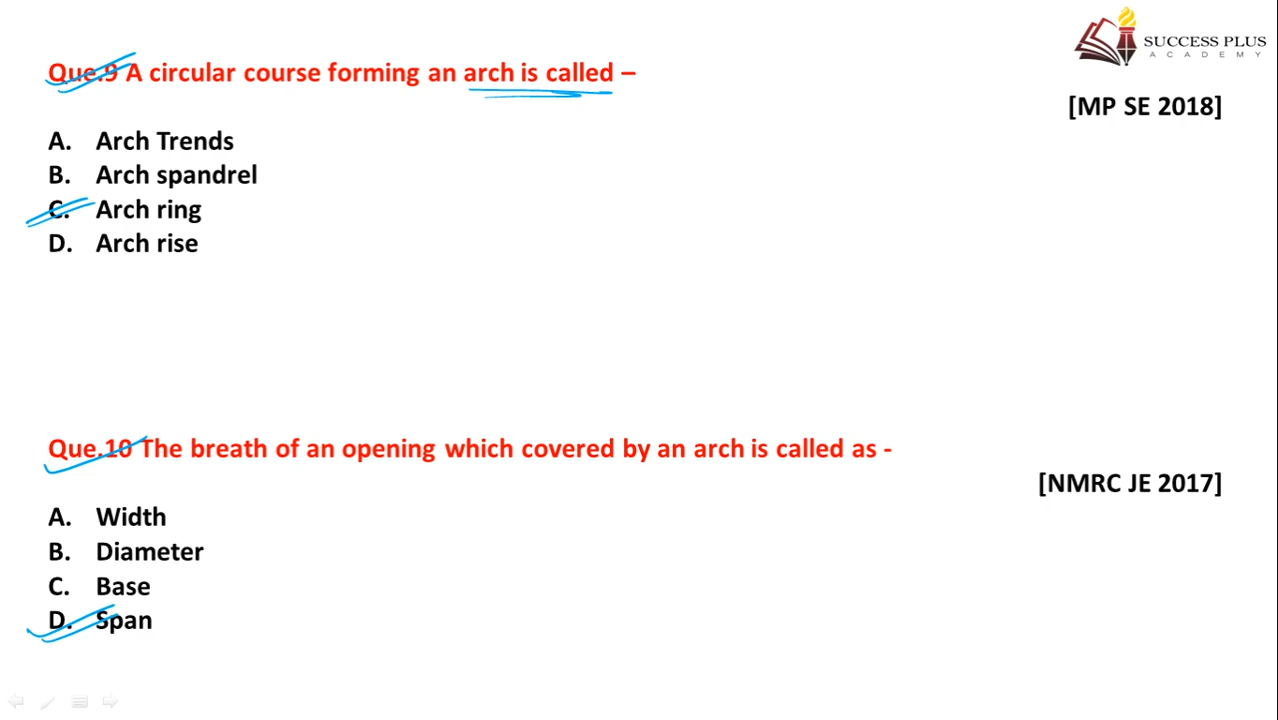 SUCCESS PLUS
ACADEMY
Que.9 A circular course forming an arch is called –
[MP SE 2018]
A. Arch Trends
B. Arch spandrel
C. Arch ring
D. Arch rise
Que.10 The breath of an opening which covered by an arch is called as -
[NMRC JE 2017]
A. Width
B. Diameter
C. Base
D. Span